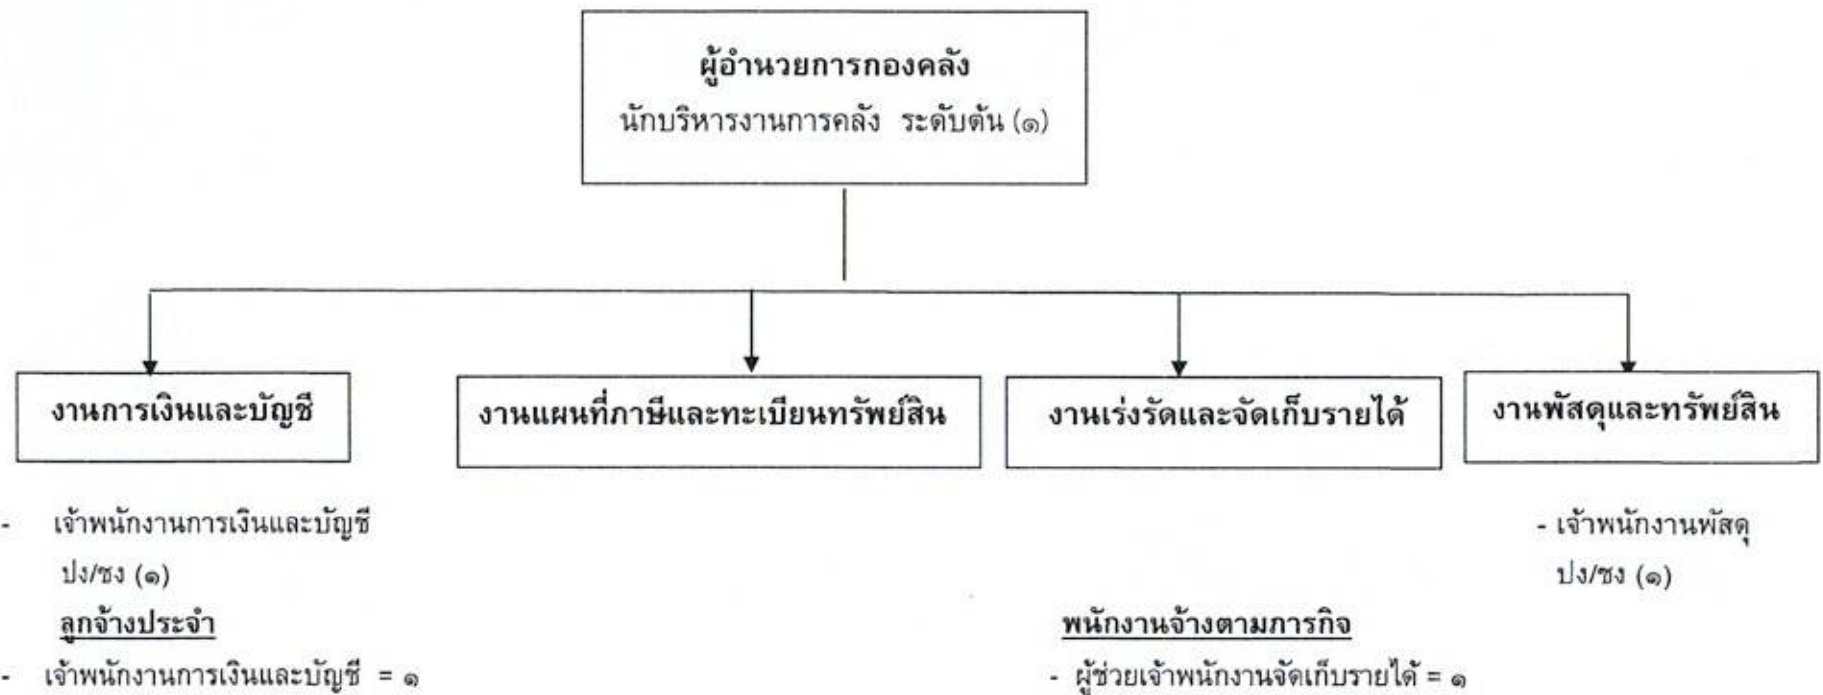 ผู้อำนวยการกองคลัง
นักบริหารงานการคลัง ระดับต้น (๑)
งานการเงินและบัญชี
งานแผนที่ภาษีและทะเบียนทรัพย์สิน
งานเร่งรัดและจัดเก็บรายได้
งานพัสดุและทรัพย์สิน
- เจ้าพนักงานการเงินและบัญชี
ปง/ชง (๑)
ลูกจ้างประจำ
- เจ้าพนักงานการเงินและบัญชี = ๑
พนักงานจ้างตามภารกิจ
- ผู้ช่วยเจ้าพนักงานจัดเก็บรายได้ = ๑
- เจ้าพนักงานพัสดุ
ปง/ชง (๑)